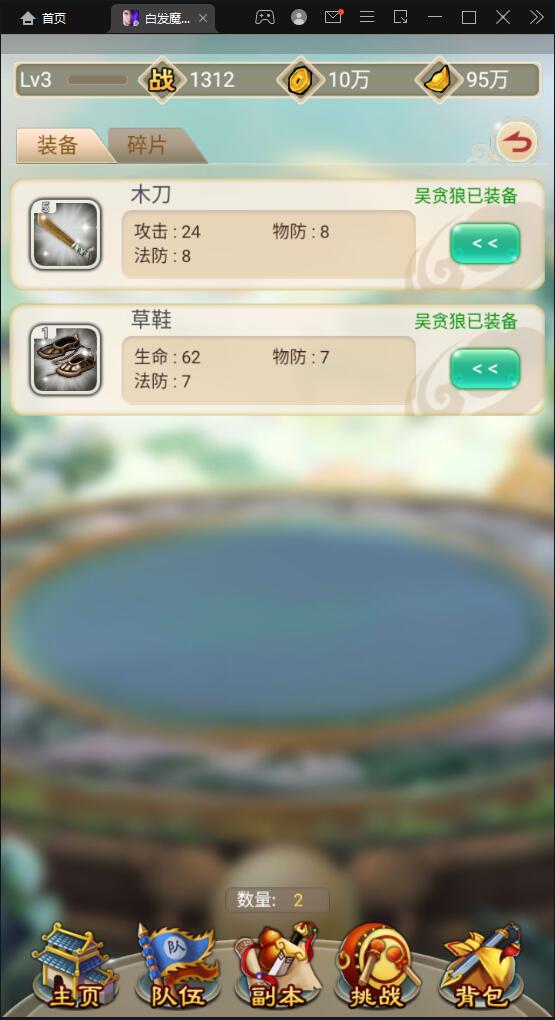 首页 白发魔...
Lv3 战 1312 10万 95万
装备 碎片
木刀 吴贪狼已装备
5
攻击 : 24 物防 : 8
<<
法防 : 8
草鞋 吴贪狼已装备
1
生命 : 62 物防 : 7
<<
法防 : 7
数量: 2
队
主页 队伍 副本 挑战 背包